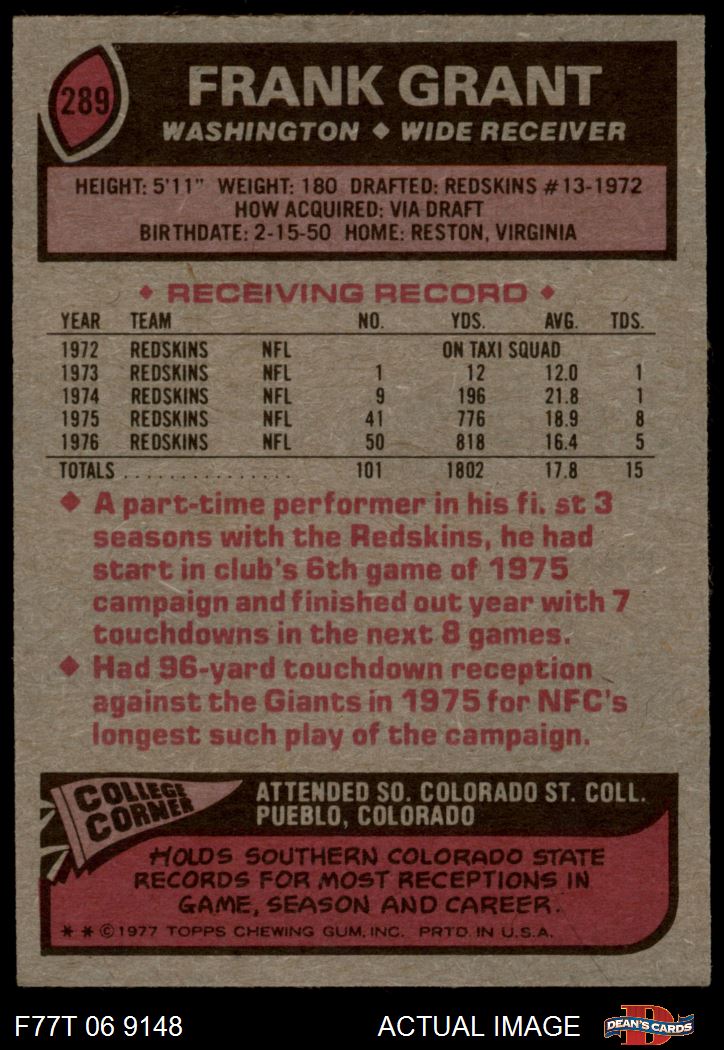 289
FRANK GRANT
WASHINGTON ◆ WIDE RECEIVER
HEIGHT: 5'11" WEIGHT: 180 DRAFTED: REDSKINS #13-1972
HOW ACQUIRED: VIA DRAFT
BIRTHDATE: 2-15-50 HOME: RESTON, VIRGINIA
◆ RECEIVING RECORD ◆
YEAR TEAM NO. YDS. AVG. TDS.
1972 REDSKINS NFL ON TAXI SQUAD
1973 REDSKINS NFL 1 12 12.0 1
1974 REDSKINS NFL 9 196 21.8 1
1975 REDSKINS NFL 41 776 18.9 8
1976 REDSKINS NFL 50 818 16.4 5
TOTALS . . . . . . . . . . . . . . . 101 1802 17.8 15
◆ A part-time performer in his fi. st 3
seasons with the Redskins, he had
start in club's 6th game of 1975
campaign and finished out year with 7
touchdowns in the next 8 games.
◆ Had 96-yard touchdown reception
against the Giants in 1975 for NFC's
longest such play of the campaign.
COLLEGE
CORNER
ATTENDED SO. COLORADO ST. COLL.
PUEBLO, COLORADO
HOLDS SOUTHERN COLORADO STATE
RECORDS FOR MOST RECEPTIONS IN
GAME, SEASON AND CAREER.
* * © 1977 TOPPS CHEWING GUM, INC. PRTD. IN U.S.A.
F77T 06 9148 ACTUAL IMAGE D DEAN'S CARDS